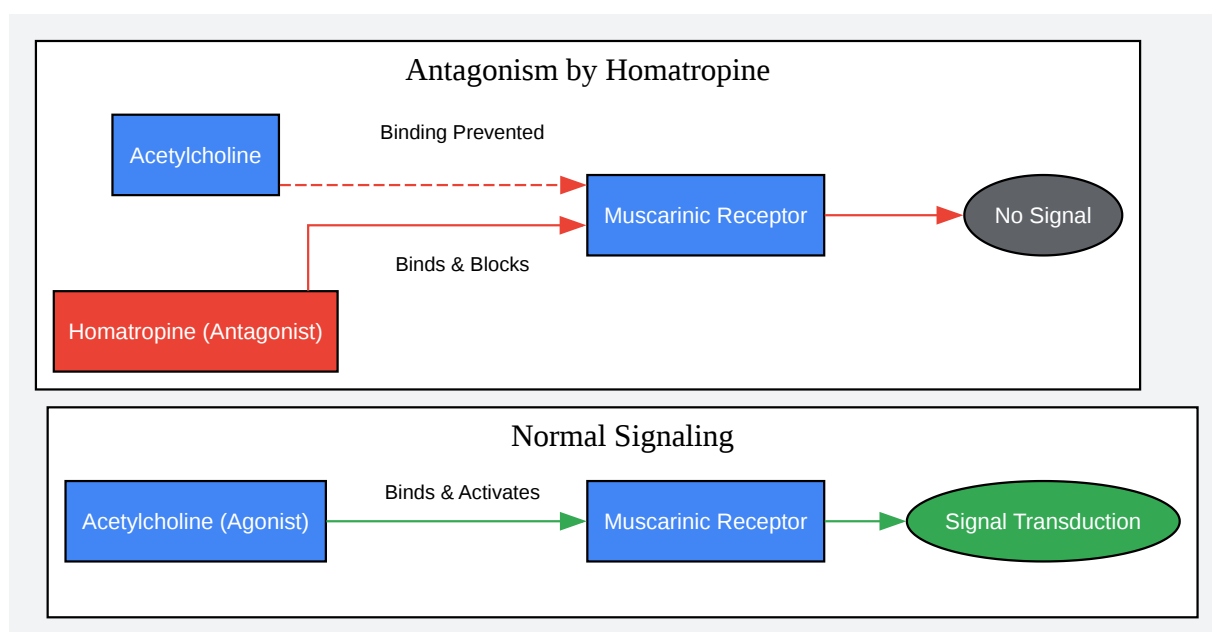 Antagonism by Homatropine
Acetylcholine
Binding Prevented
Muscarinic Receptor
No Signal
Binds & Blocks
Homatropine (Antagonist)
Normal Signaling
Acetylcholine (Agonist)
Binds & Activates
Muscarinic Receptor
Signal Transduction